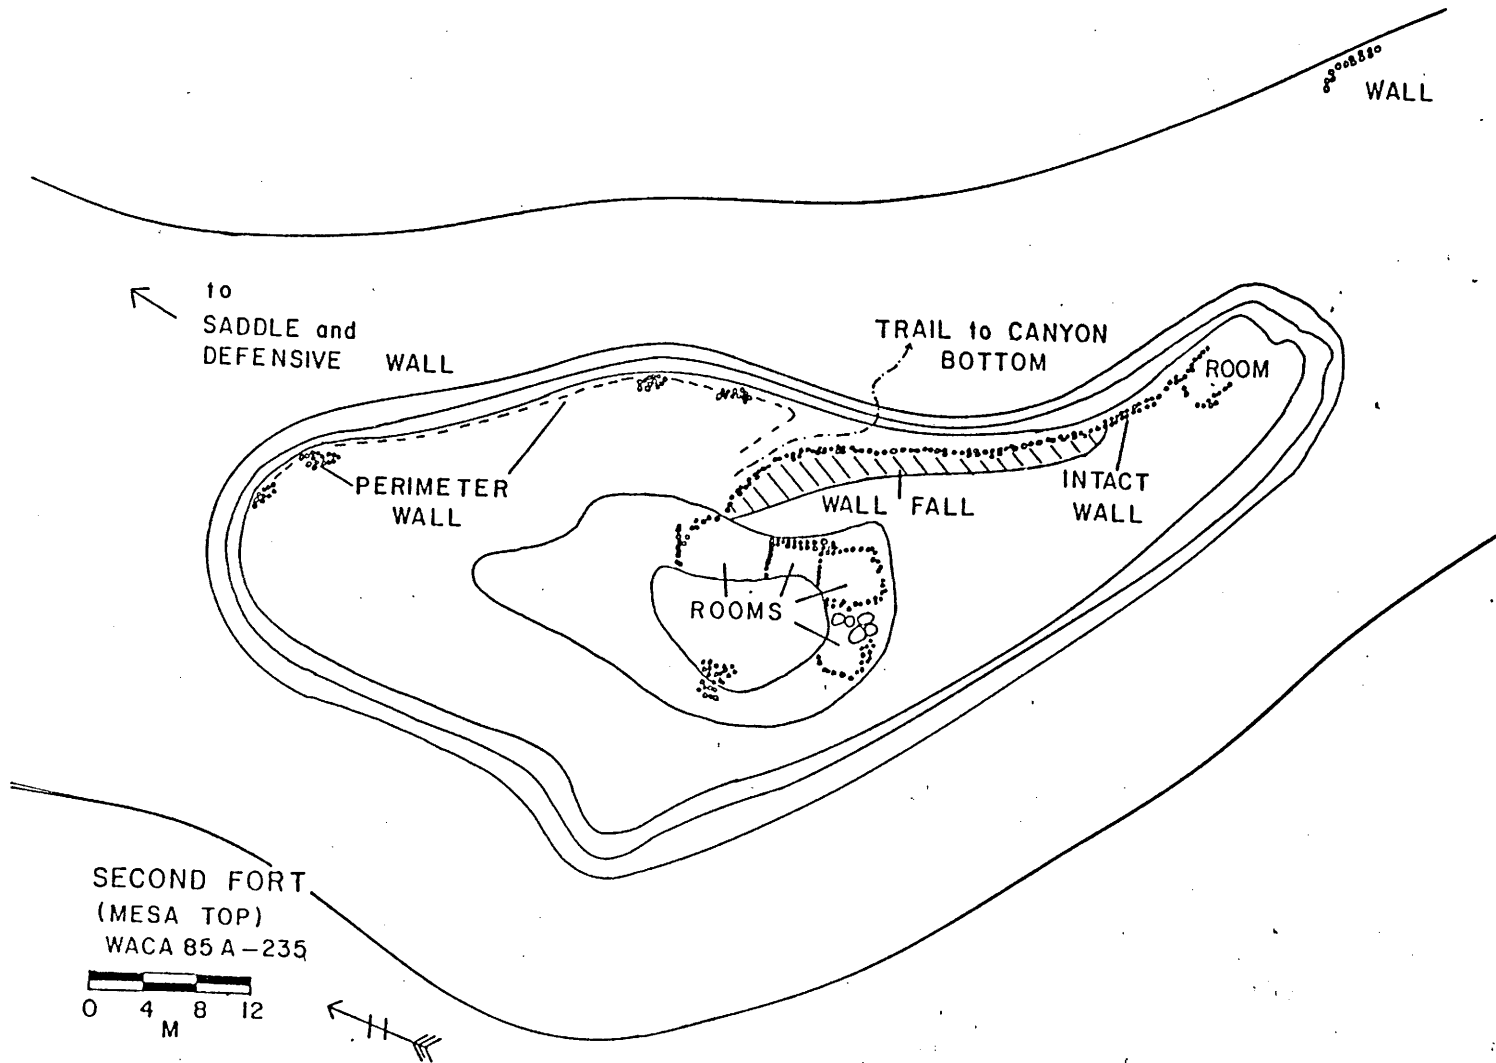 WALL
to
SADDLE and
DEFENSIVE WALL
TRAIL to CANYON
BOTTOM
ROOM
PERIMETER
WALL
WALL FALL
INTACT
WALL
ROOMS
SECOND FORT
(MESA TOP)
WACA 85 A-235
0 4 8 12
M